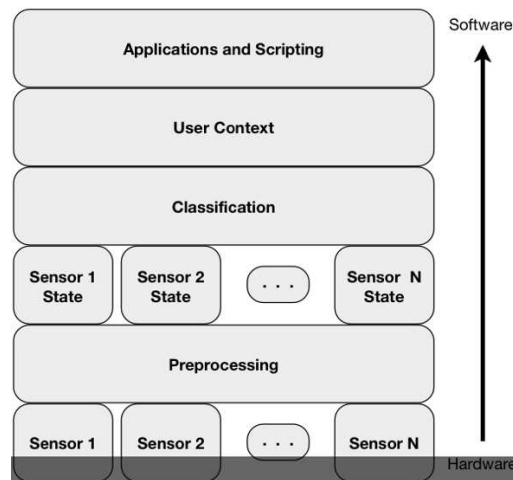 Applications and Scripting
Software
User Context
Classification
Sensor 1
State
Sensor 2
State
. . .
Sensor N
State
Preprocessing
Sensor 1
Sensor 2
. . .
Sensor N
Hardware